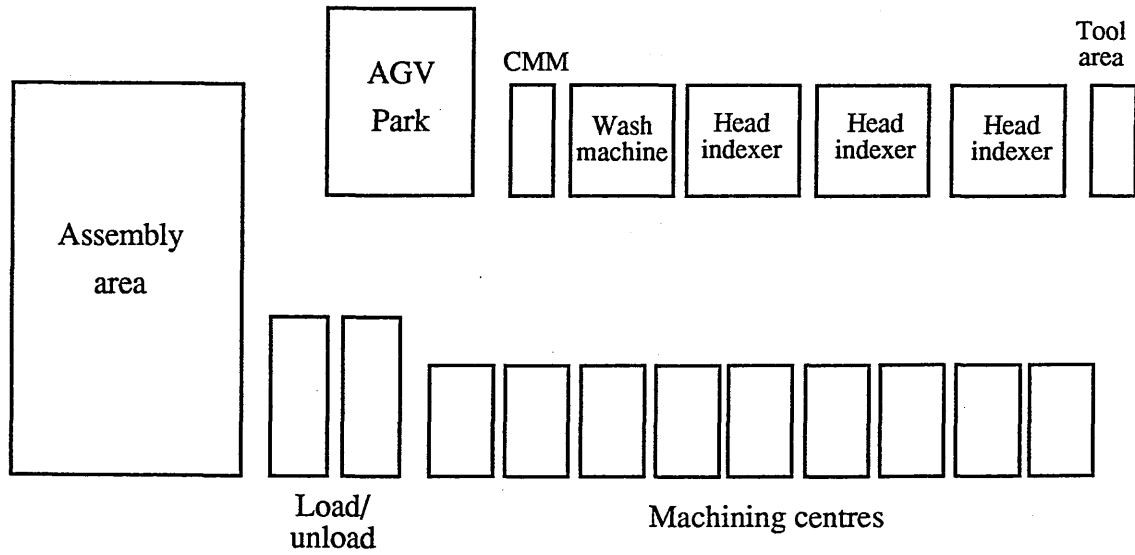 Tool
area
AGV
Park
CMM
Wash
machine
Head
indexer
Head
indexer
Head
indexer
Assembly
area
Load/
unload
Machining centres